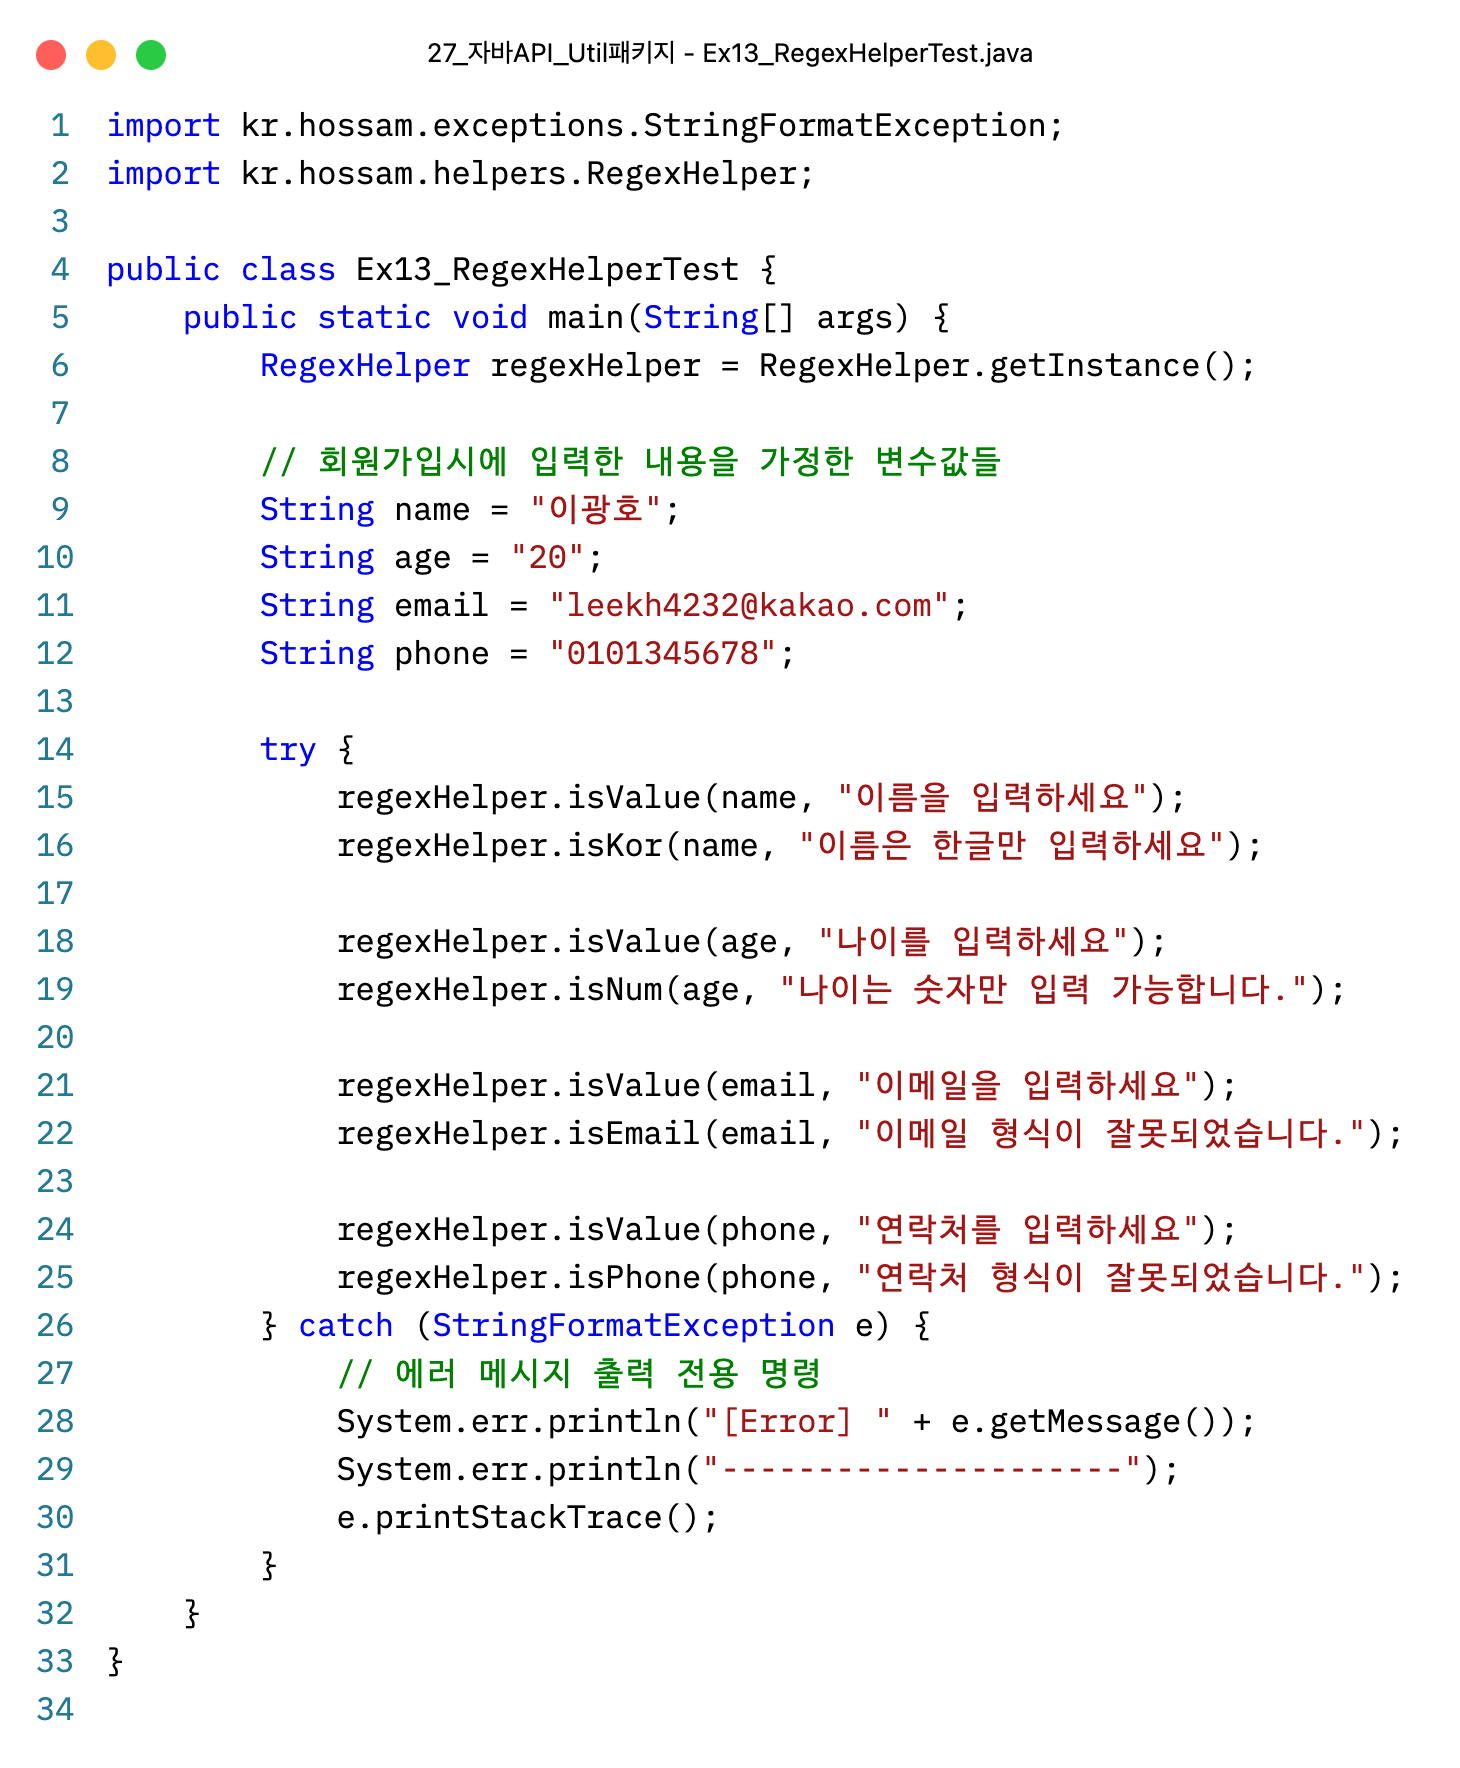 27_자바API_Util패키지 - Ex13_RegexHelperTest.java
1 import kr.hossam.exceptions.StringFormatException;
2 import kr.hossam.helpers.RegexHelper;
3
4 public class Ex13_RegexHelperTest {
5     public static void main(String[] args) {
6         RegexHelper regexHelper = RegexHelper.getInstance();
7
8         // 회원가입시에 입력한 내용을 가정한 변수값들
9         String name = "이광호";
10         String age = "20";
11         String email = "leekh4232@kakao.com";
12         String phone = "0101345678";
13
14         try {
15             regexHelper.isValue(name, "이름을 입력하세요");
16             regexHelper.isKor(name, "이름은 한글만 입력하세요");
17
18             regexHelper.isValue(age, "나이를 입력하세요");
19             regexHelper.isNum(age, "나이는 숫자만 입력 가능합니다.");
20
21             regexHelper.isValue(email, "이메일을 입력하세요");
22             regexHelper.isEmail(email, "이메일 형식이 잘못되었습니다.");
23
24             regexHelper.isValue(phone, "연락처를 입력하세요");
25             regexHelper.isPhone(phone, "연락처 형식이 잘못되었습니다.");
26         } catch (StringFormatException e) {
27             // 에러 메시지 출력 전용 명령
28             System.err.println("[Error] " + e.getMessage());
29             System.err.println("---------------------");
30             e.printStackTrace();
31         }
32     }
33 }
34